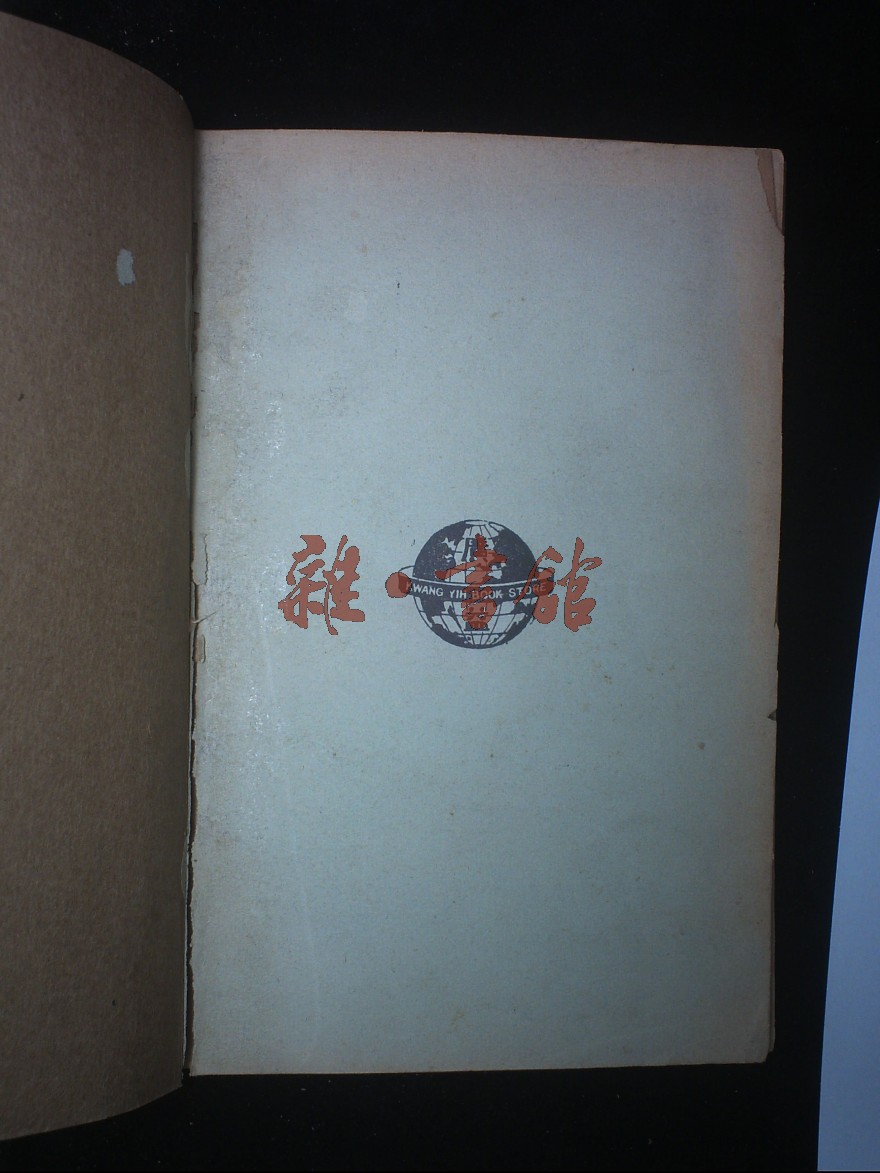 雜·書館
KWANG YIH BOOK STORE